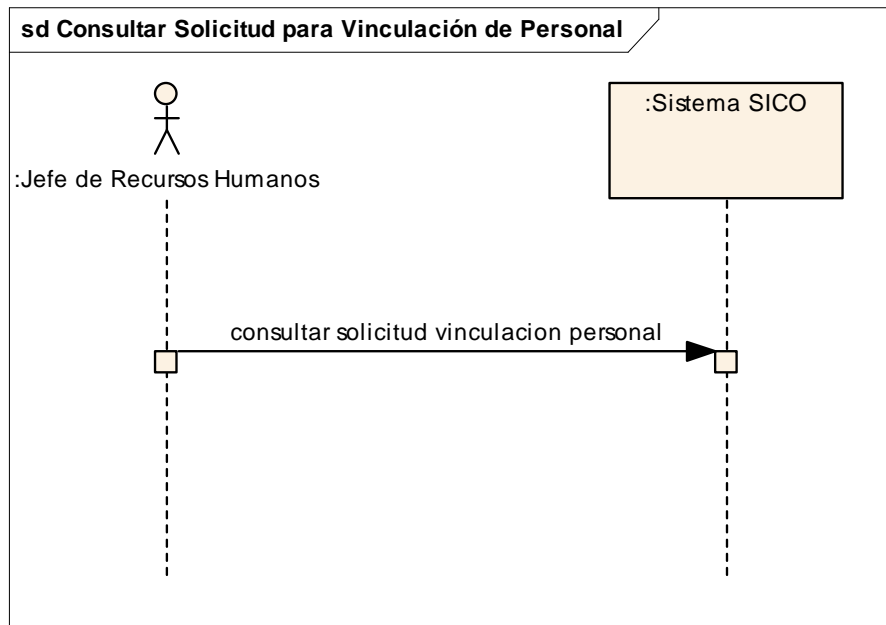 sd Consultar Solicitud para Vinculación de Personal
:Jefe de Recursos Humanos
:Sistema SICO
consultar solicitud vinculacion personal